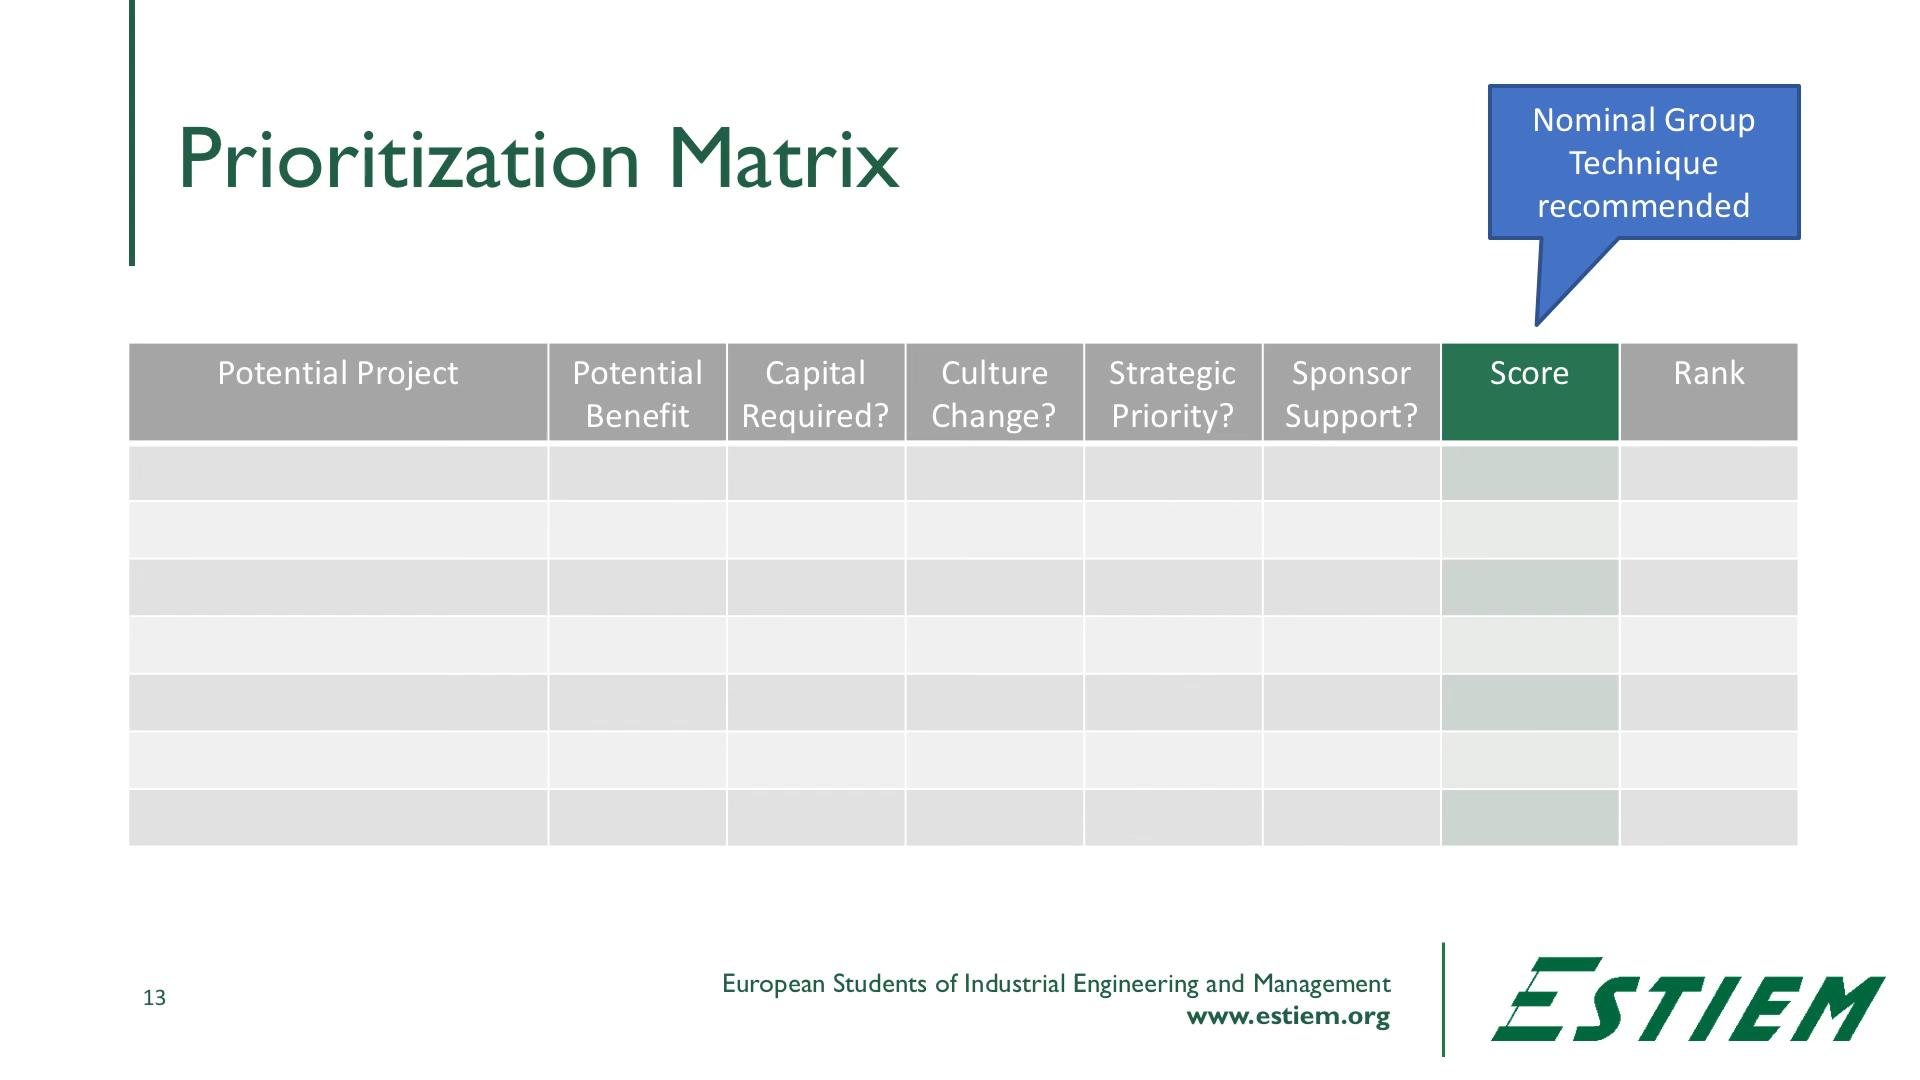 Prioritization Matrix
Nominal Group
Technique
recommended
Potential Project
Potential
Benefit
Capital
Required?
Culture
Change?
Strategic
Priority?
Sponsor
Support?
Score
Rank
13
European Students of Industrial Engineering and Management
www.estiem.org
ESTIEM